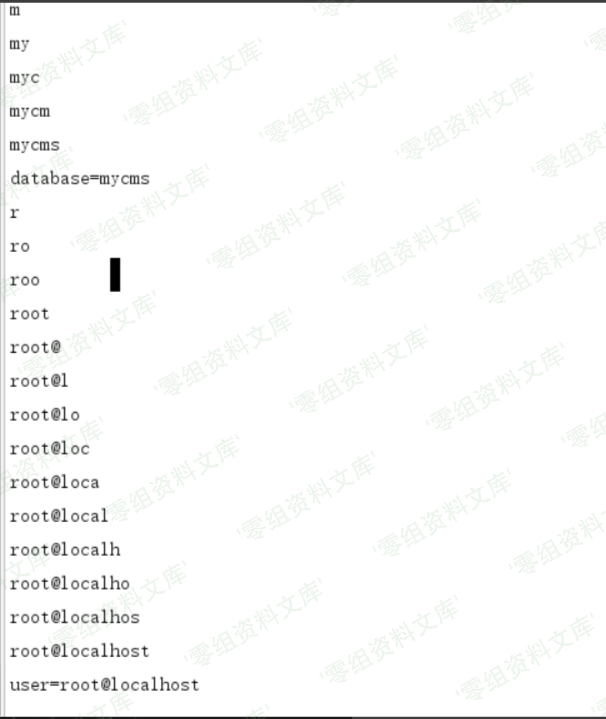 m
my
myc
mycm
mycms
database=mycms
r
ro
roo
root
root@
root@l
root@lo
root@loc
root@loca
root@local
root@localh
root@localho
root@localhos
root@localhost
user=root@localhost
'零组资料文库'